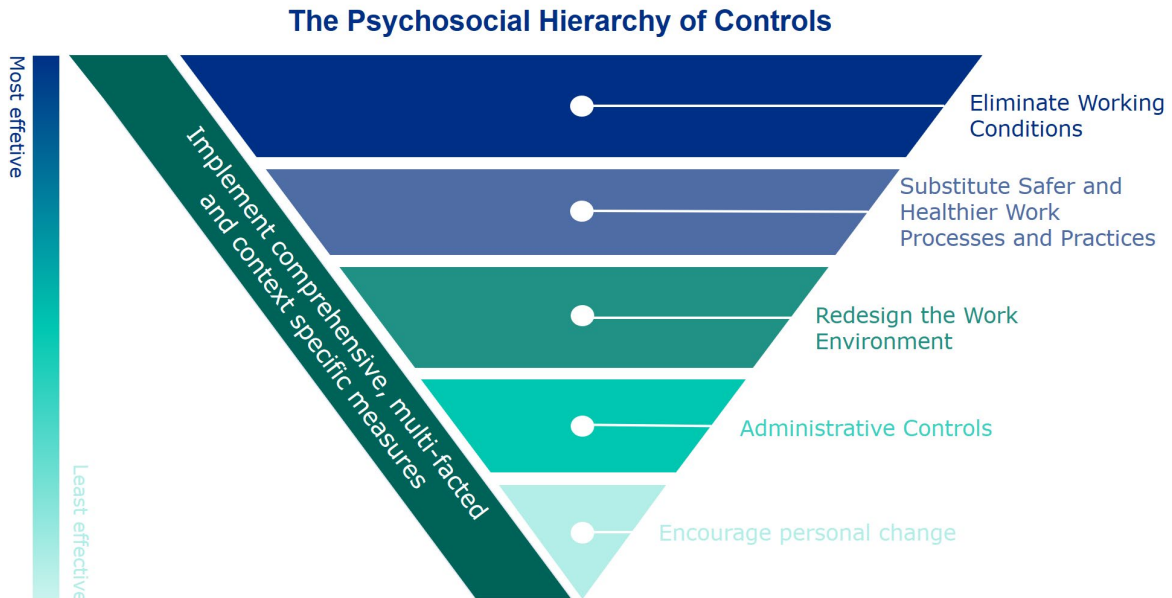 The Psychosocial Hierarchy of Controls
Most effetive
Implement comprehensive, multi-facted
and context specific measures
Eliminate Working
Conditions
Substitute Safer and
Healthier Work
Processes and Practices
Redesign the Work
Environment
Administrative Controls
Encourage personal change
Least effective